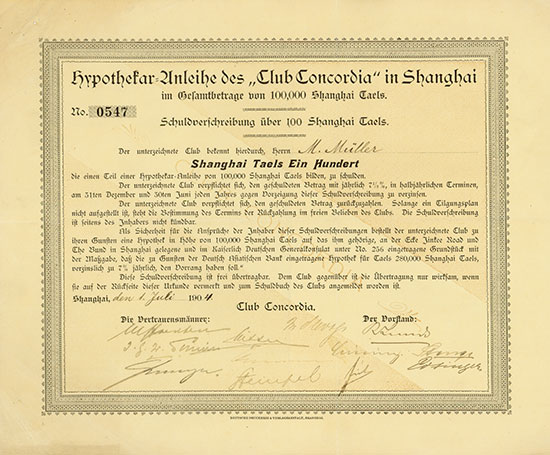 Hypothekar-Anleihe des „Club Concordia“ in Shanghai
im Gesamtbetrage von 100,000 Shanghai Taels.
No. 0547
Schuldverschreibung über 100 Shanghai Taels.
Der unterzeichnete Club bekennt hierdurch, Herrn M. Müller
Shanghai Taels Ein Hundert
die einen Teil einer Hypothekar-Anleihe von 100,000 Shanghai Taels bilden, zu schulden.
Der unterzeichnete Club verpflichtet sich, den geschuldeten Betrag mit jährlich 7½%, in halbjährlichen Terminen,
am 31ten Dezember und 30ten Juni jeden Jahres gegen Vorzeigung dieser Schuldverschreibung zu verzinsen.
Der unterzeichnete Club verpflichtet sich, den geschuldeten Betrag zurückzuzahlen. Solange ein Tilgungsplan
nicht aufgestellt ist, steht die Bestimmung des Termins der Rückzahlung im freien Belieben des Clubs. Die Schuldverschreibung
ist seitens des Inhabers nicht kündbar.
Als Sicherheit für die Ansprüche der Inhaber dieser Schuldverschreibungen bestellt der unterzeichnete Club zu
ihren Gunsten eine Hypothek in Höhe von 100,000 Shanghai Taels auf das ihm gehörige, an der Ecke Jinkee Road und
The Bund in Shanghai gelegene und im Kaiserlich Deutschen Generalkonsulat unter No. 256 eingetragene Grundstück mit
der Maßgabe, daß die zu Gunsten der Deutsch Asiatischen Bank eingetragene Hypothek für Taels 280,000 Shanghai Taels,
verzinslich zu 7% jährlich, den Vorrang haben soll.
Diese Schuldverschreibung ist frei übertragbar. Dem Club gegenüber ist die Übertragung nur wirksam, wenn
sie auf der Rückseite dieser Urkunde vermerkt und zum Schuldbuch des Clubs angemeldet worden ist.
Shanghai, den 1. Juli 1904
Club Concordia.
Die Vertrauensmänner:
Der Vorstand:
Stempel
DEUTSCHE DRUCKEREI & VERLAGSANSTALT, SHANGHAI.